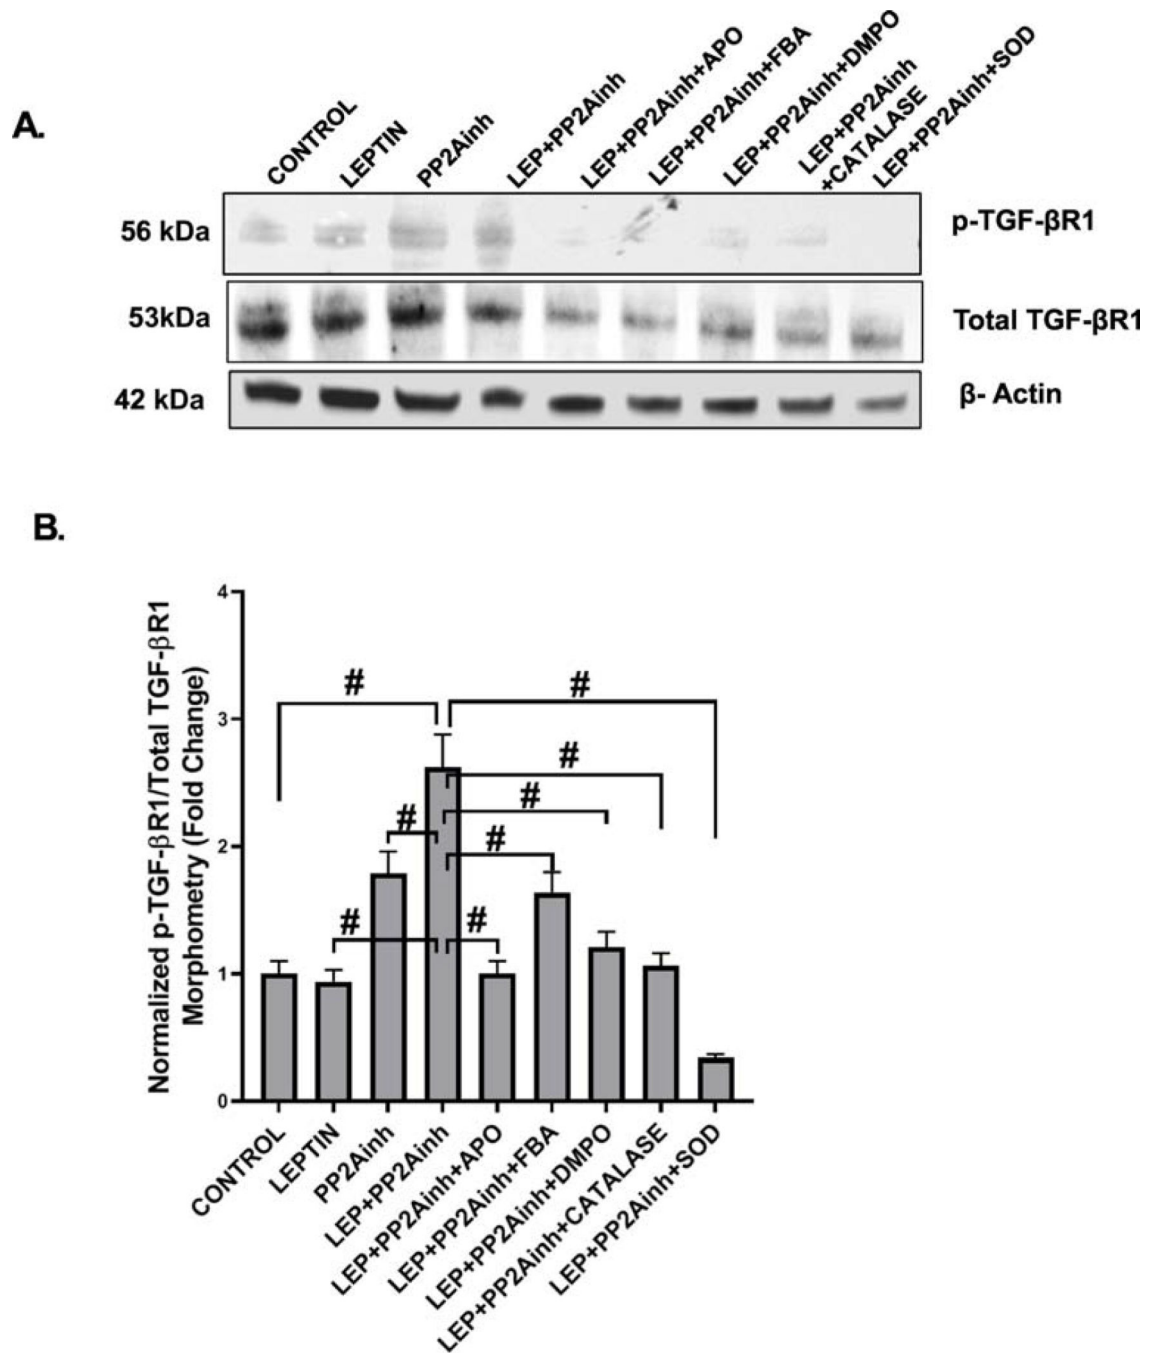 A.
CONTROL
LEPTIN
PP2Ainh
LEP+PP2Ainh
LEP+PP2Ainh+APO
LEP+PP2Ainh+FBA
LEP+PP2Ainh+DMPO
LEP+PP2Ainh
+CATALASE
LEP+PP2Ainh+SOD
56 kDa
p-TGF-βR1
53kDa
Total TGF-βR1
42 kDa
β- Actin
B.
Normalized p-TGF-βR1/Total TGF-βR1
Morphometry (Fold Change)
4
3
2
1
0
#
#
#
#
#
#
#
#
CONTROL
LEPTIN
PP2Ainh
LEP+PP2Ainh
LEP+PP2Ainh+APO
LEP+PP2Ainh+FBA
LEP+PP2Ainh+DMPO
LEP+PP2Ainh+CATALASE
LEP+PP2Ainh+SOD